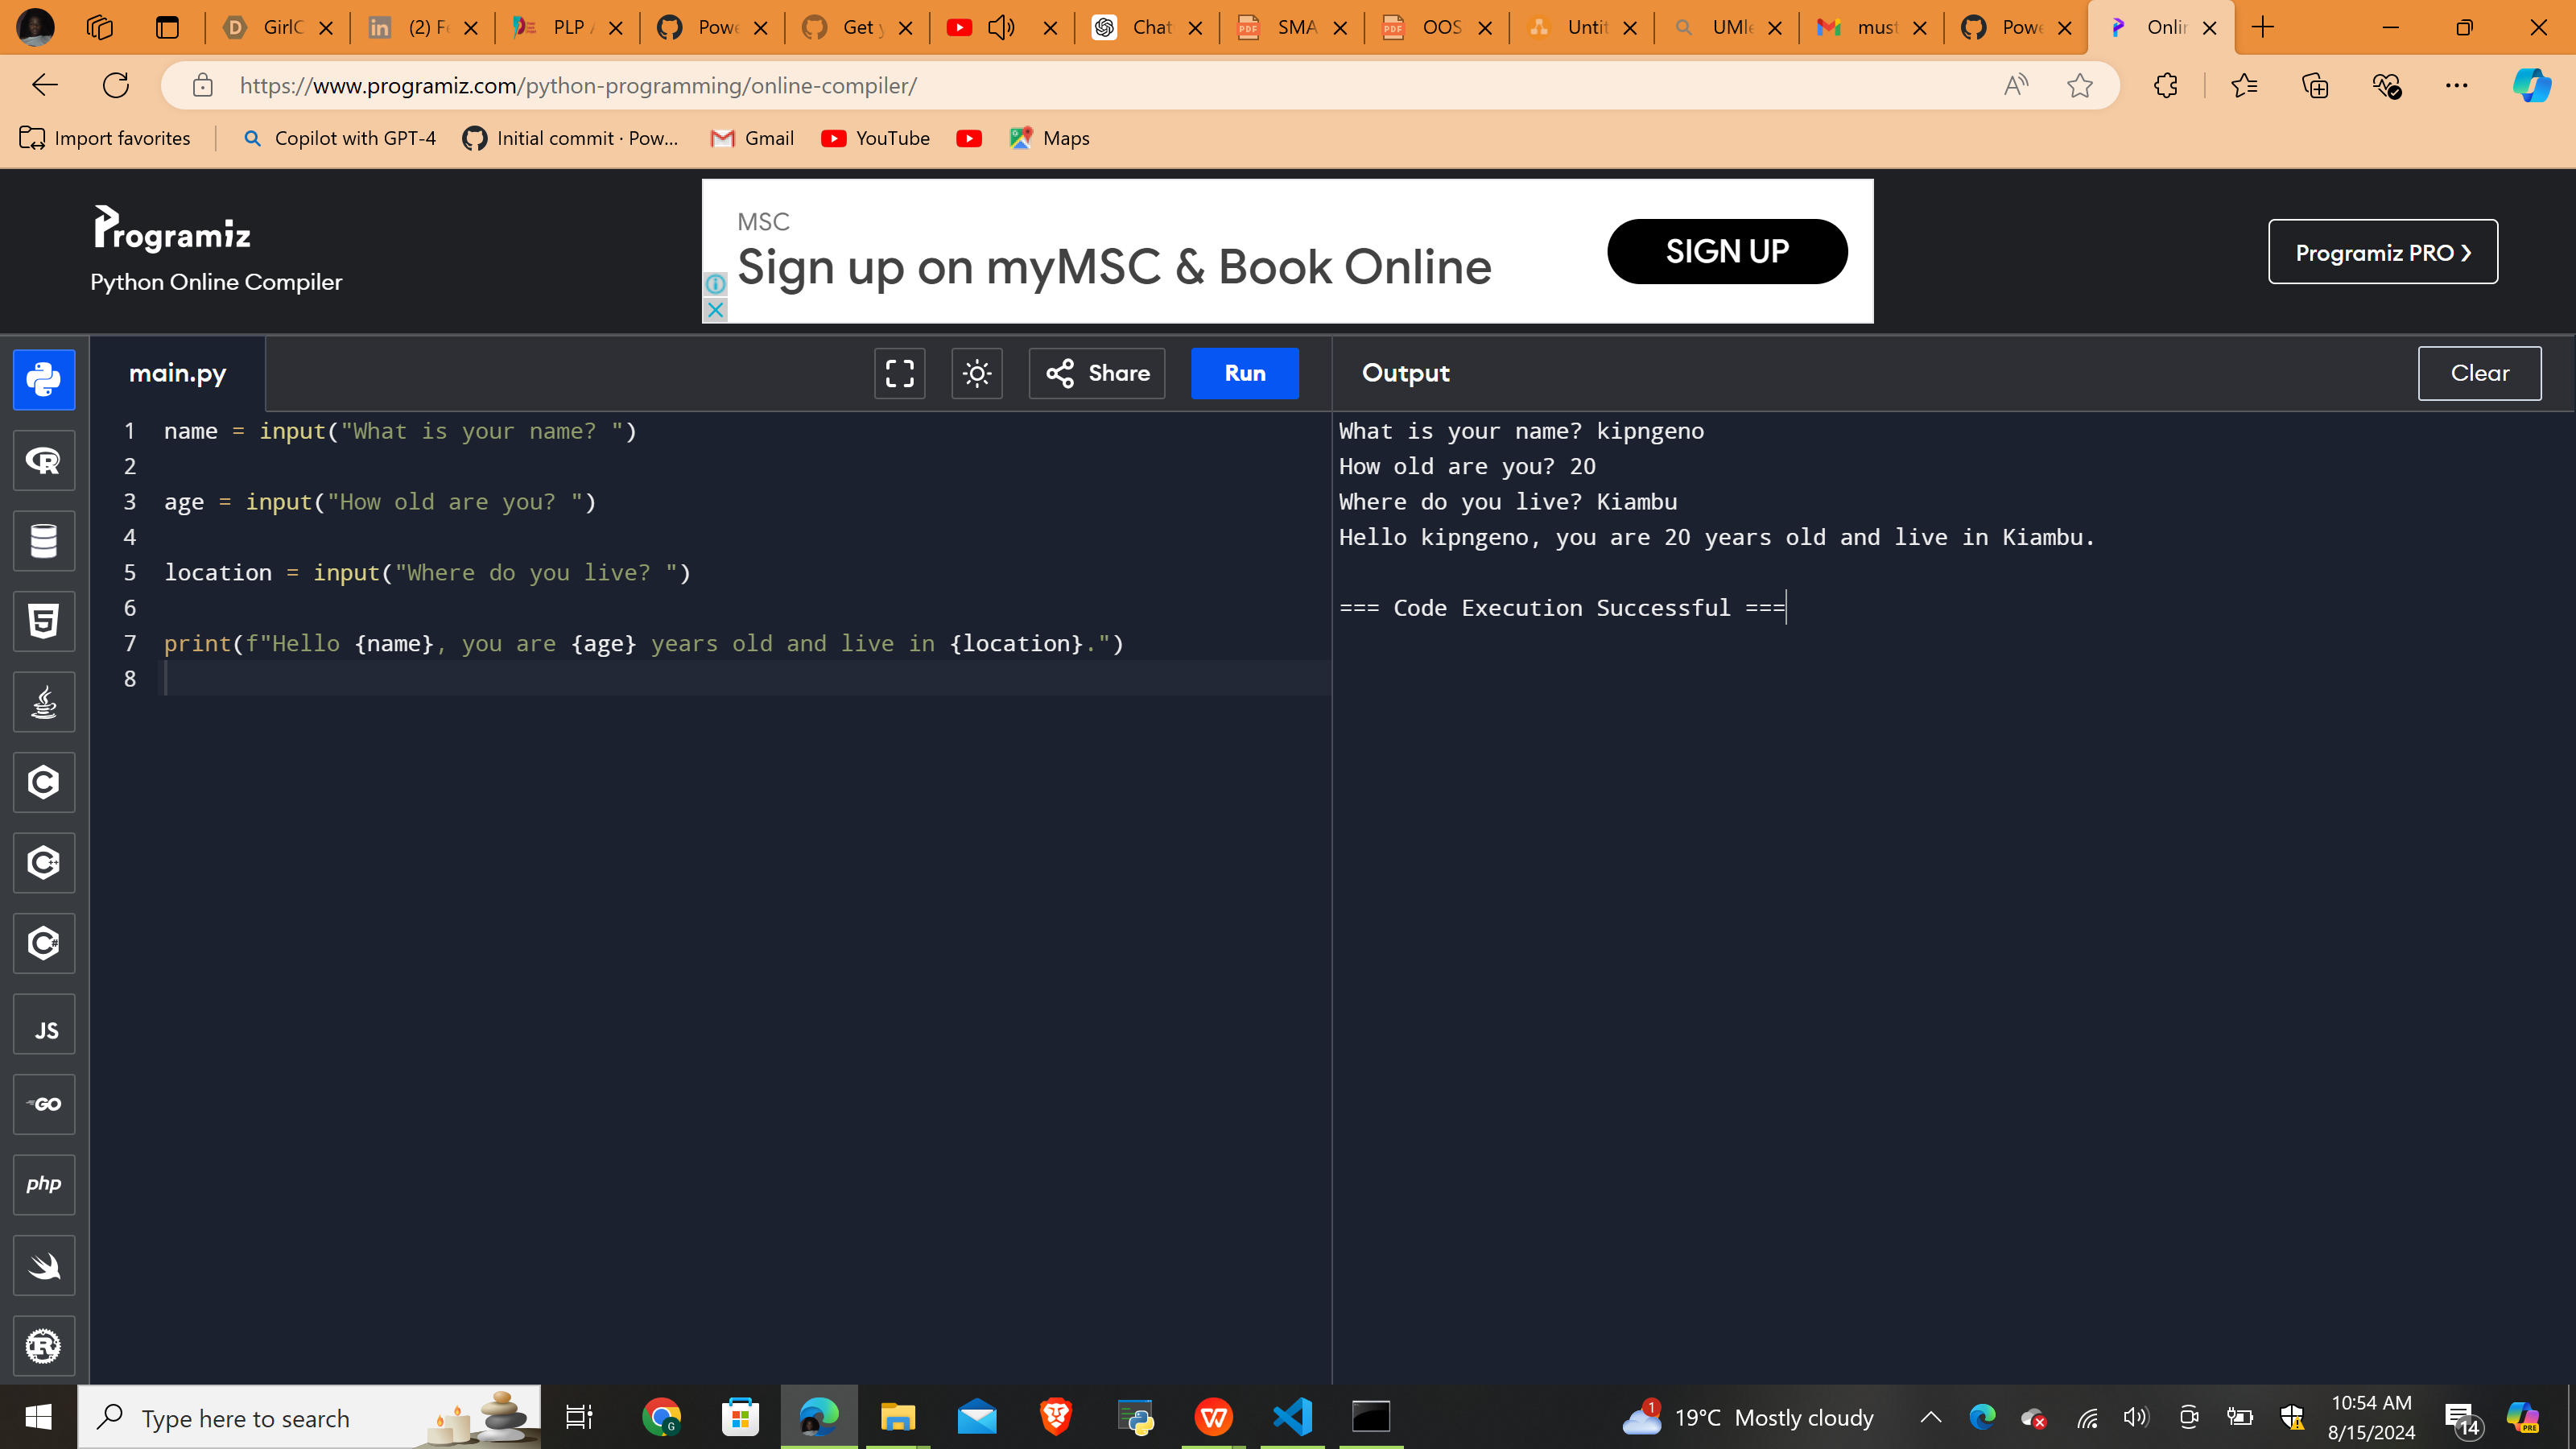 GirlC
(2) Fe
PLP A
Powe
Get y
Chat
SMA
OOS
Untit
UMle
must
Powe
Onlin
https://www.programiz.com/python-programming/online-compiler/
Import favorites
Copilot with GPT-4
Initial commit · Pow...
Gmail
YouTube
Maps
Programiz
Python Online Compiler
MSC
Sign up on myMSC & Book Online
SIGN UP
Programiz PRO ❯
main.py
Share
Run
Output
Clear
1 name = input("What is your name? ")
2
3 age = input("How old are you? ")
4
5 location = input("Where do you live? ")
6
7 print(f"Hello {name}, you are {age} years old and live in {location}.")
8
What is your name? kipngeno
How old are you? 20
Where do you live? Kiambu
Hello kipngeno, you are 20 years old and live in Kiambu.
=== Code Execution Successful ===
JS
GO
php
Type here to search
1
19°C Mostly cloudy
10:54 AM
8/15/2024
14
PRE